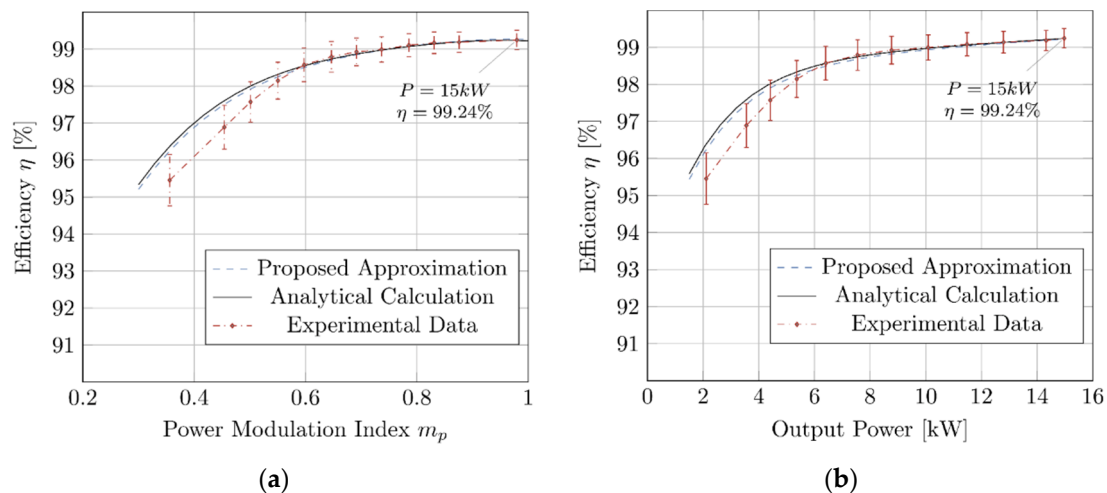 99
98
97
96
95
94
93
92
91
Efficiency η [%]
P = 15kW
η = 99.24%
Proposed Approximation
Analytical Calculation
Experimental Data
0.2
0.4
0.6
0.8
1
Power Modulation Index mₚ
(a)
99
98
97
96
95
94
93
92
91
Efficiency η [%]
P = 15kW
η = 99.24%
Proposed Approximation
Analytical Calculation
Experimental Data
0
2
4
6
8
10
12
14
16
Output Power [kW]
(b)